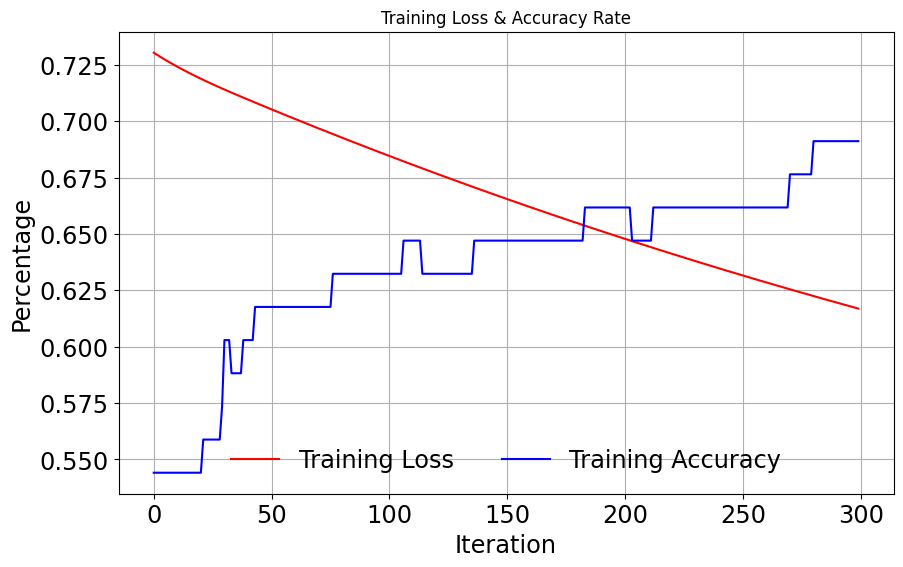 Training Loss & Accuracy Rate
Percentage
0.725
0.700
0.675
0.650
0.625
0.600
0.575
0.550
Training Loss
Training Accuracy
0 50 100 150 200 250 300
Iteration